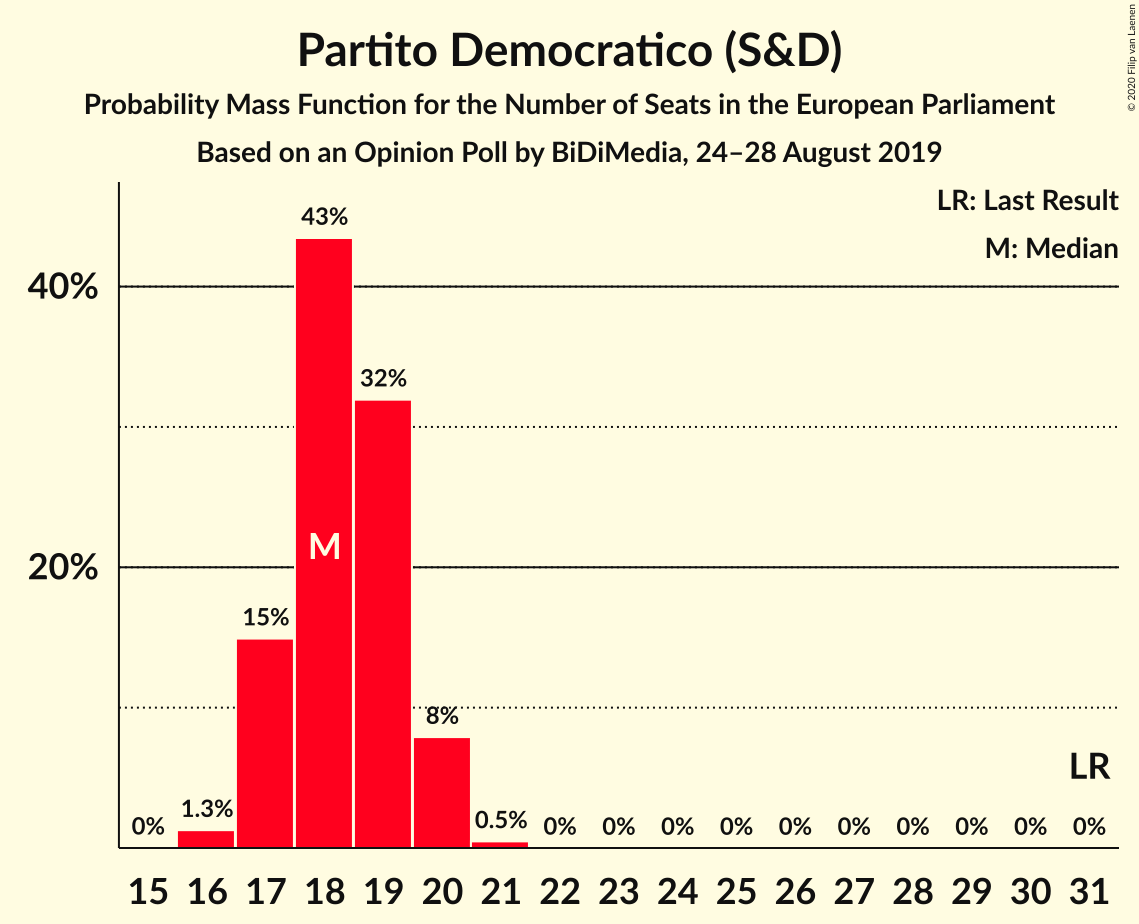 Partito Democratico (S&D)
Probability Mass Function for the Number of Seats in the European Parliament
Based on an Opinion Poll by BiDiMedia, 24–28 August 2019
© 2020 Filip van Laenen
LR: Last Result
M: Median
43%
40%
32%
M
20%
15%
8%
LR
1.3%
0.5%
0% 0% 0% 0% 0% 0% 0% 0% 0% 0% 0%
15 16 17 18 19 20 21 22 23 24 25 26 27 28 29 30 31